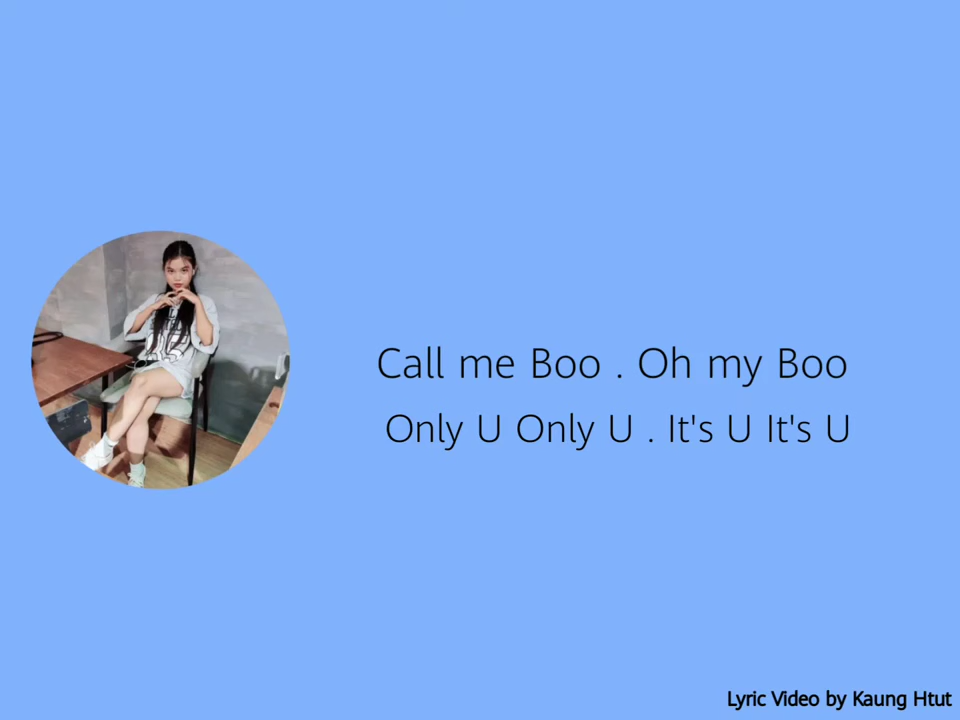 Call me Boo . Oh my Boo
Only U Only U . It's U It's U
Lyric Video by Kaung Htut